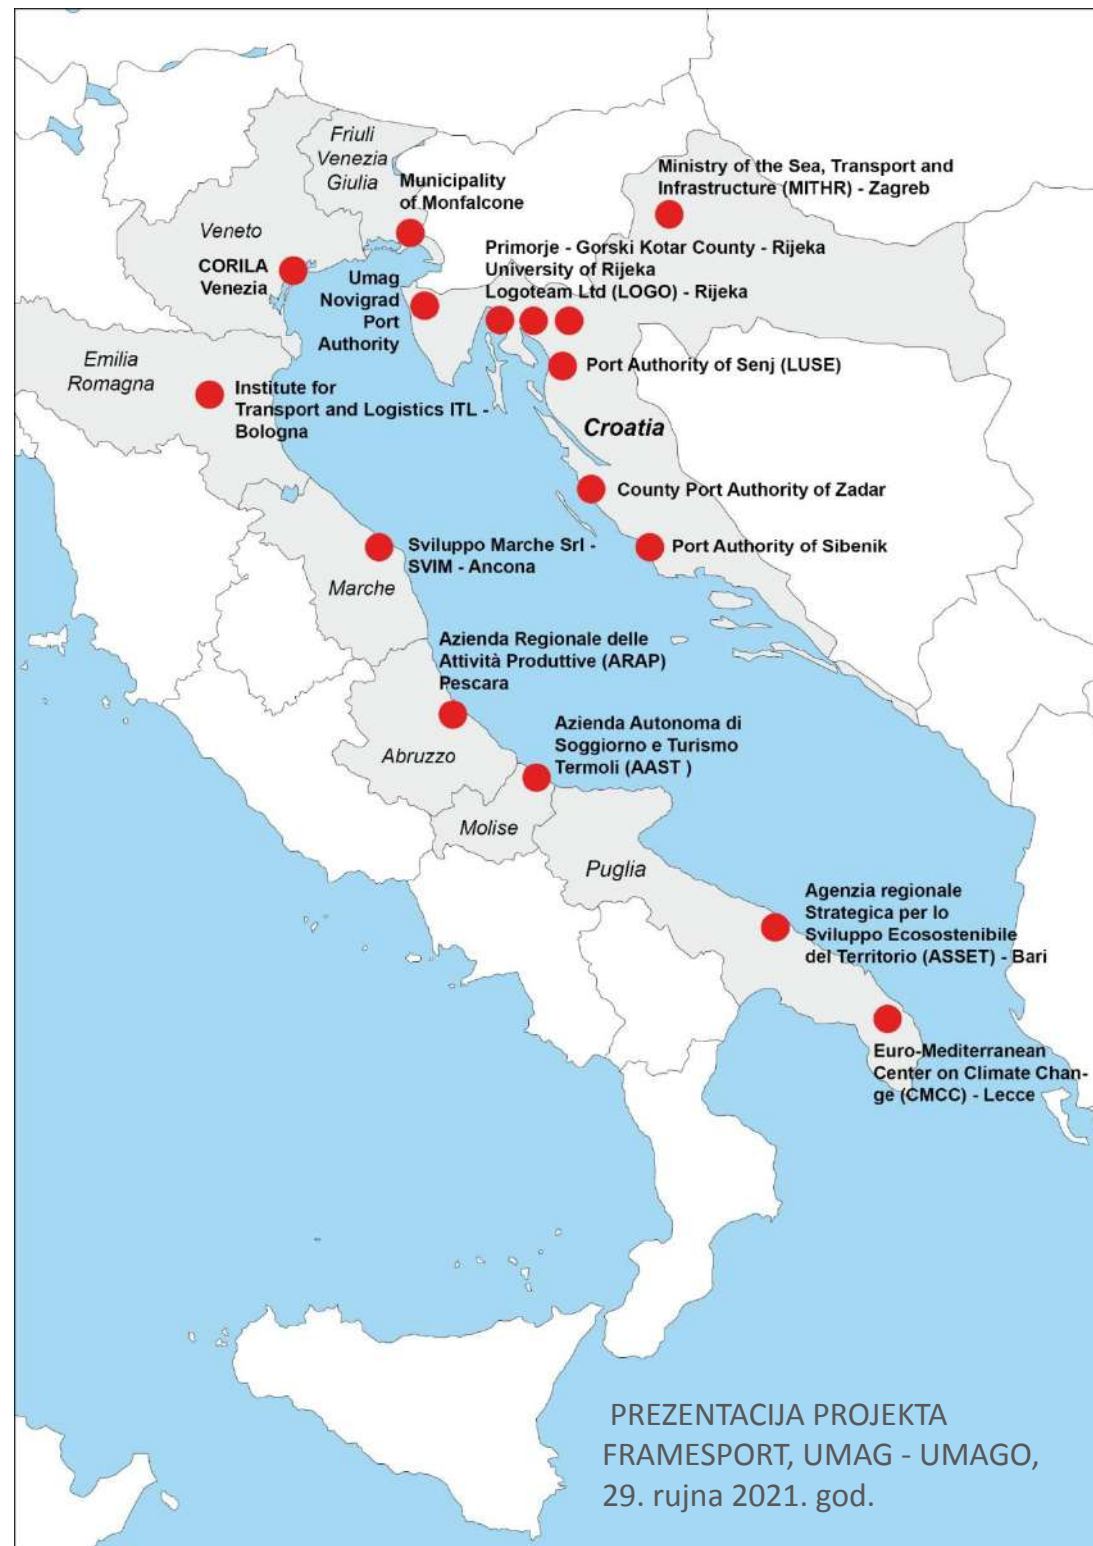 Friuli
Venezia
Giulia
Municipality
of Monfalcone
Ministry of the Sea, Transport and
Infrastructure (MITHR) - Zagreb
Veneto
CORILA
Venezia
Umag
Novigrad
Port
Authority
Primorje - Gorski Kotar County - Rijeka
University of Rijeka
Logoteam Ltd (LOGO) - Rijeka
Emilia
Romagna
Institute for
Transport and Logistics ITL -
Bologna
Port Authority of Senj (LUSE)
Croatia
County Port Authority of Zadar
Port Authority of Sibenik
Sviluppo Marche Srl -
SVIM - Ancona
Marche
Azienda Regionale delle
Attività Produttive (ARAP)
Pescara
Abruzzo
Azienda Autonoma di
Soggiorno e Turismo
Termoli (AAST )
Molise
Puglia
Agenzia regionale
Strategica per lo
Sviluppo Ecosostenibile
del Territorio (ASSET) - Bari
Euro-Mediterranean
Center on Climate Chan-
ge (CMCC) - Lecce
PREZENTACIJA PROJEKTA
FRAMESPORT, UMAG - UMAGO,
29. rujna 2021. god.